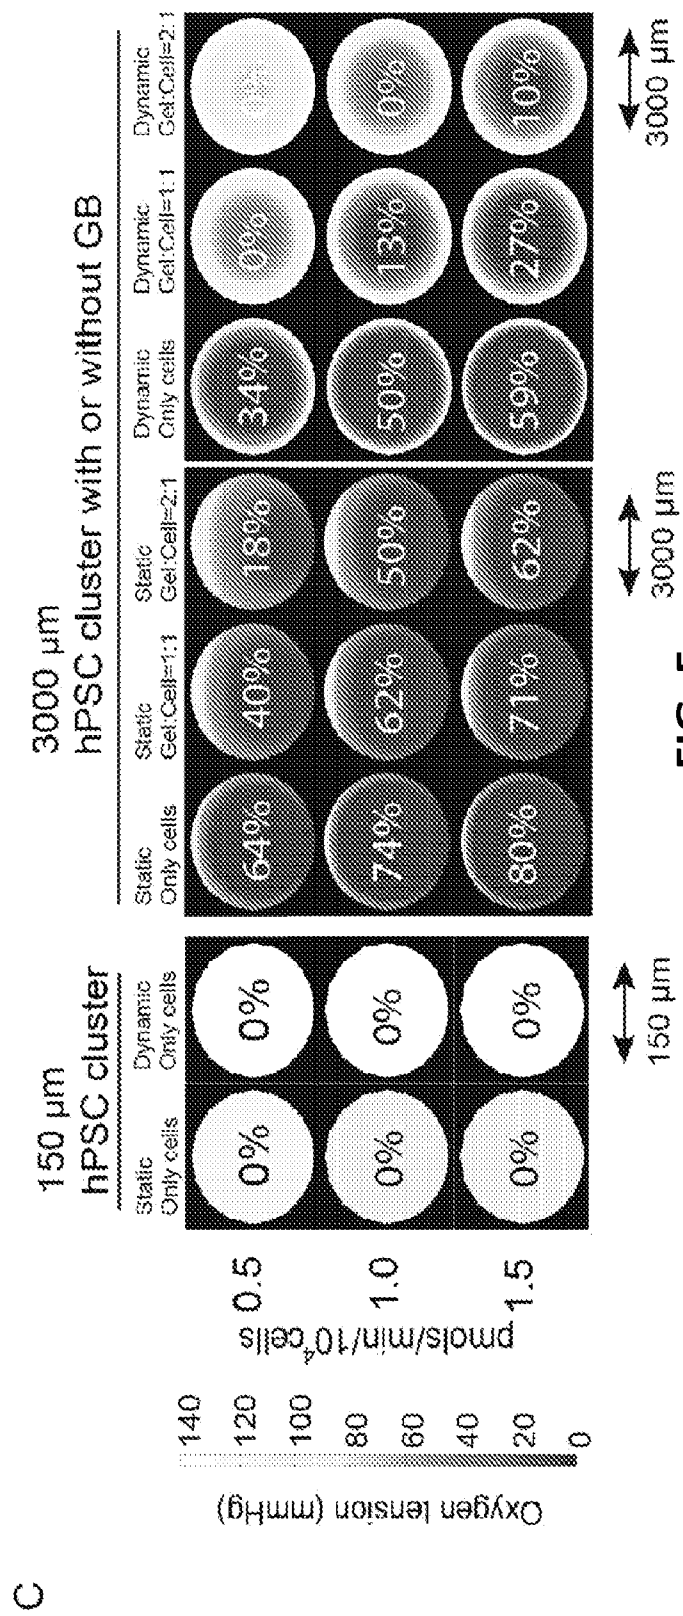 C
150 μm
hPSC cluster
3000 μm
hPSC cluster with or without GB
Static
Only cells
Dynamic
Only cells
Static
Only cells
Static
Gel:Cell=1:1
Static
Gel:Cell=2:1
Dynamic
Only cells
Dynamic
Gel:Cell=1:1
Dynamic
Gel:Cell=2:1
Oxygen tension (mmHg)
140
120
100
80
60
40
20
0
pmols/min/10⁴cells
0.5
0% 0% 64% 40% 18% 34% 0% 0%
1.0
0% 0% 74% 62% 50% 50% 13% 0%
1.5
0% 0% 80% 71% 62% 59% 27% 10%
150 μm
3000 μm
3000 μm